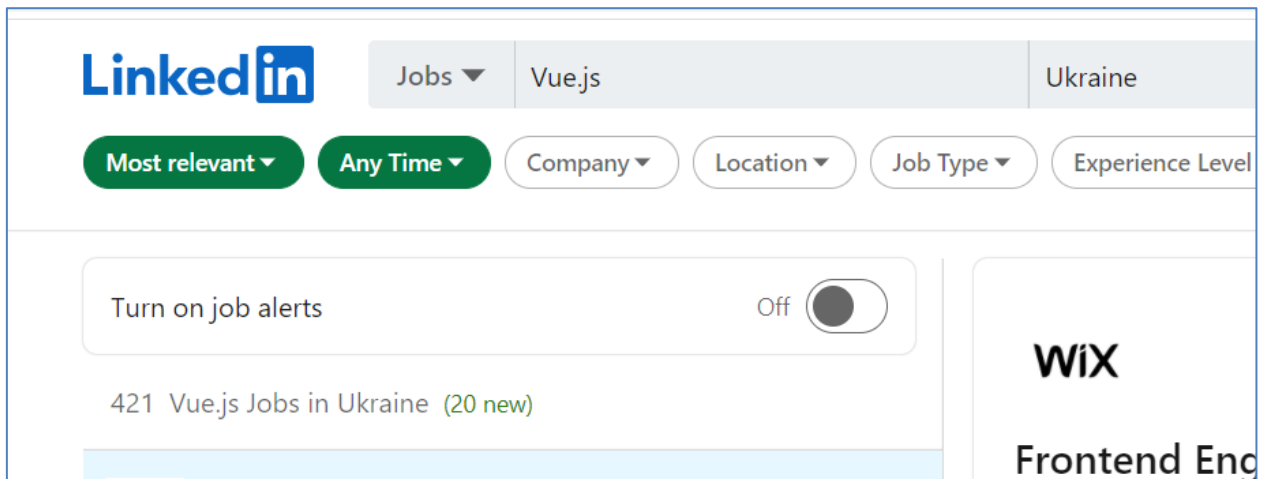 Linkedin
Jobs Vue.js Ukraine
Most relevant Any Time Company Location Job Type Experience Level
Turn on job alerts Off
WiX
421 Vue.js Jobs in Ukraine (20 new)
Frontend Eng